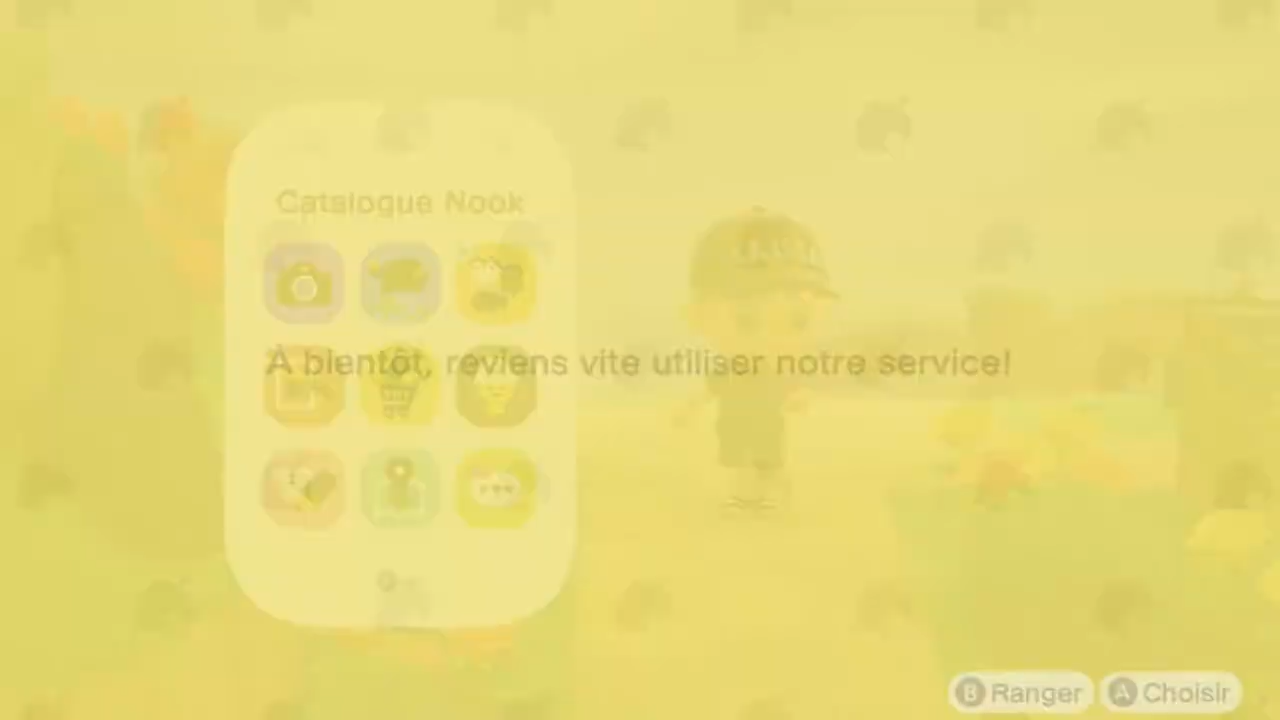 Catalogue Nook
À bientôt, reviens vite utiliser notre service!
B Ranger A Choisir